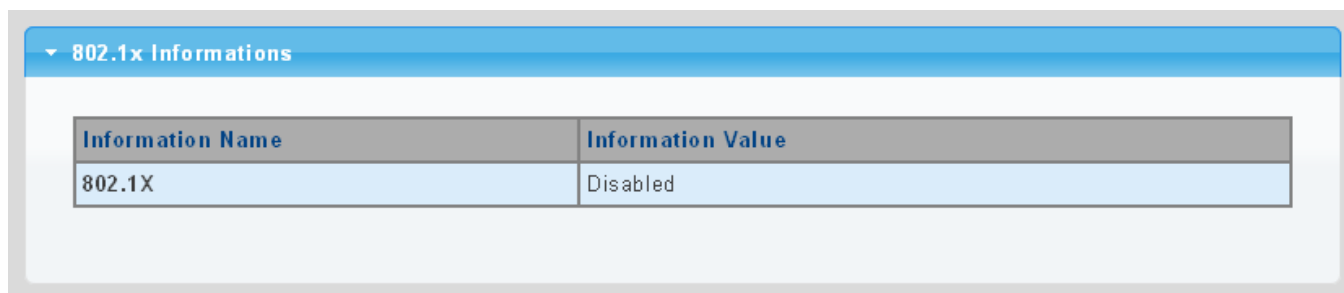 802.1x Informations
Information Name Information Value
802.1X Disabled